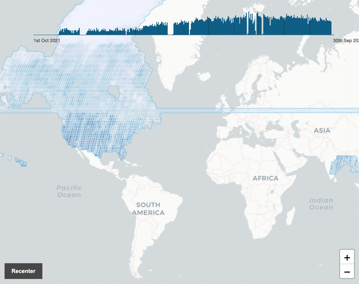 1st Oct 2021
30th Sep 20
ASIA
AFRICA
Pacific
Ocean
SOUTH
AMERICA
Indian
Ocean
Recenter
+
−